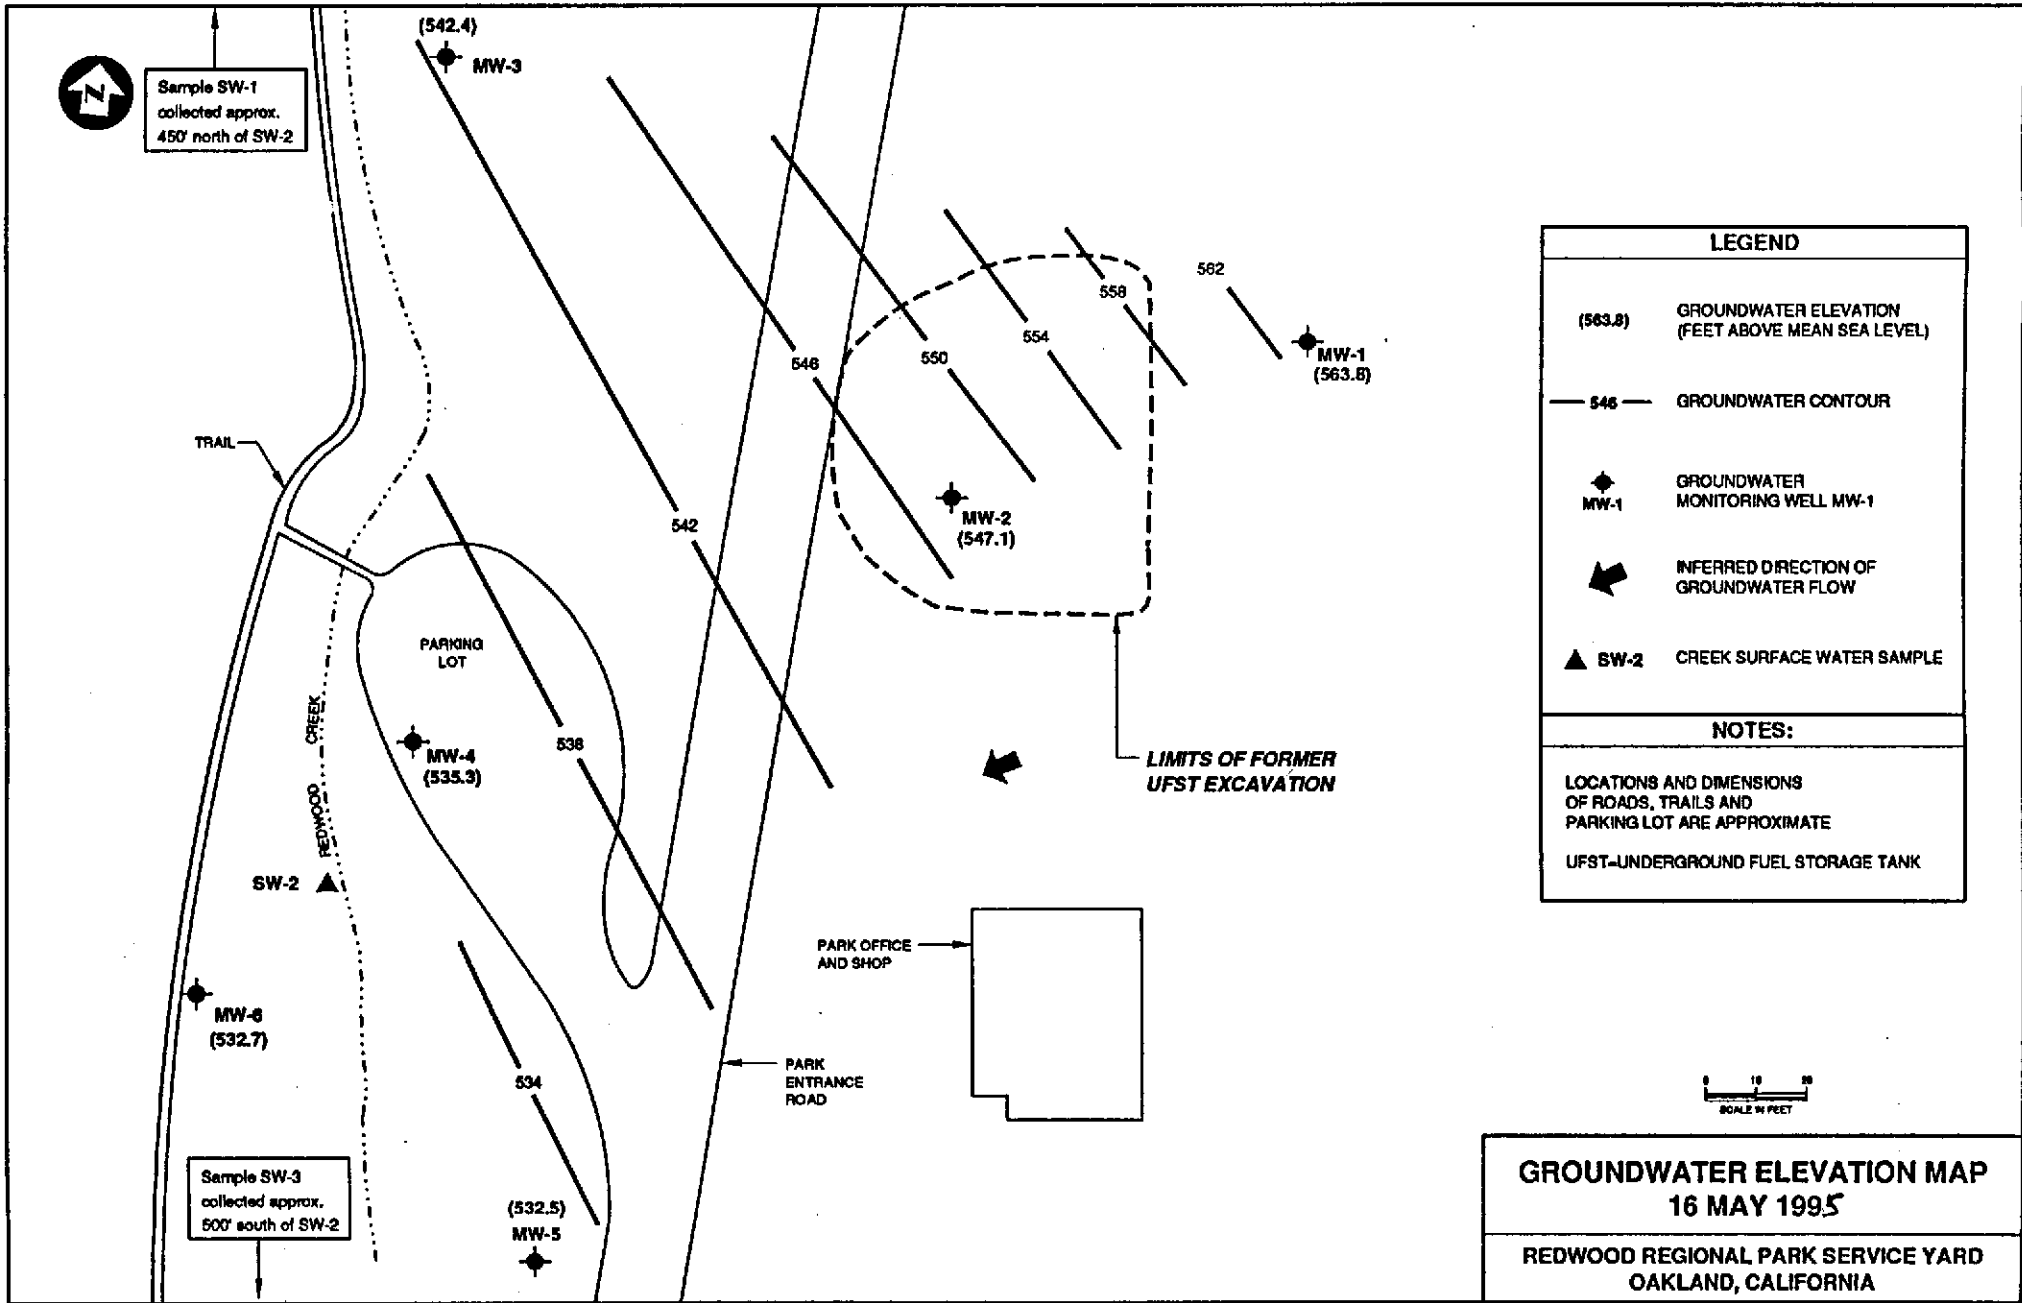 (542.4)
MW-3
N
Sample SW-1
collected approx.
450' north of SW-2
562
558
554
550
546
MW-1
(563.8)
TRAIL
MW-2
(547.1)
542
PARKING
LOT
REDWOOD CREEK
538
MW-4
(535.3)
LIMITS OF FORMER
UFST EXCAVATION
SW-2
PARK OFFICE
AND SHOP
MW-6
(532.7)
PARK
ENTRANCE
ROAD
534
Sample SW-3
collected approx.
500' south of SW-2
(532.5)
MW-5
LEGEND
(563.8)
GROUNDWATER ELEVATION
(FEET ABOVE MEAN SEA LEVEL)
546
GROUNDWATER CONTOUR
MW-1
GROUNDWATER
MONITORING WELL MW-1
INFERRED DIRECTION OF
GROUNDWATER FLOW
SW-2
CREEK SURFACE WATER SAMPLE
NOTES:
LOCATIONS AND DIMENSIONS
OF ROADS, TRAILS AND
PARKING LOT ARE APPROXIMATE
UFST-UNDERGROUND FUEL STORAGE TANK
0 10 20
SCALE IN FEET
GROUNDWATER ELEVATION MAP
16 MAY 1995
REDWOOD REGIONAL PARK SERVICE YARD
OAKLAND, CALIFORNIA